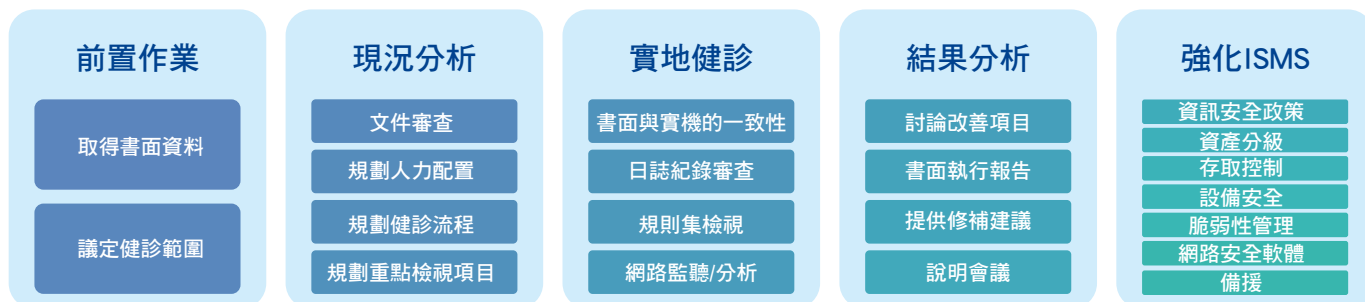 前置作業
取得書面資料
議定健診範圍
現況分析
文件審查
規劃人力配置
規劃健診流程
規劃重點檢視項目
實地健診
書面與實機的一致性
日誌紀錄審查
規則集檢視
網路監聽/分析
結果分析
討論改善項目
書面執行報告
提供修補建議
說明會議
強化ISMS
資訊安全政策
資產分級
存取控制
設備安全
脆弱性管理
網路安全軟體
備援